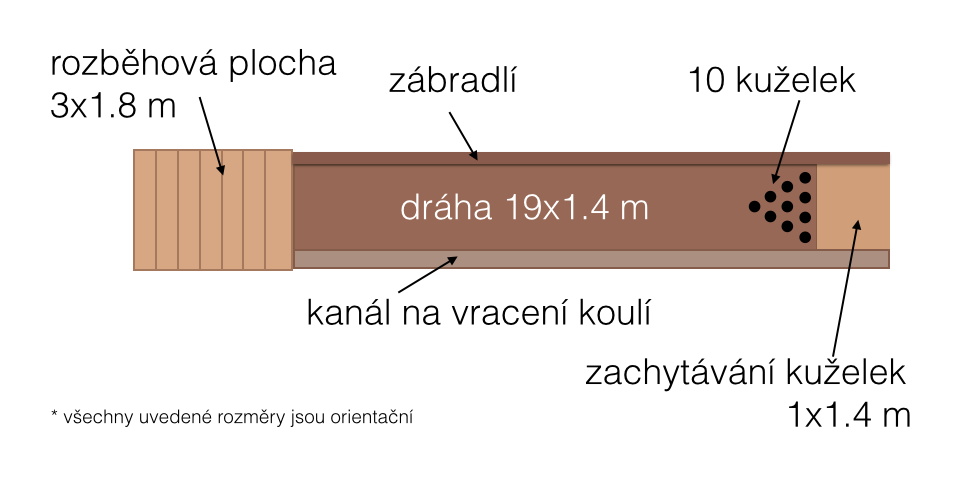 rozběhová plocha
3x1.8 m
zábradlí
10 kuželek
dráha 19x1.4 m
kanál na vracení koulí
zachytávání kuželek
1x1.4 m
* všechny uvedené rozměry jsou orientační